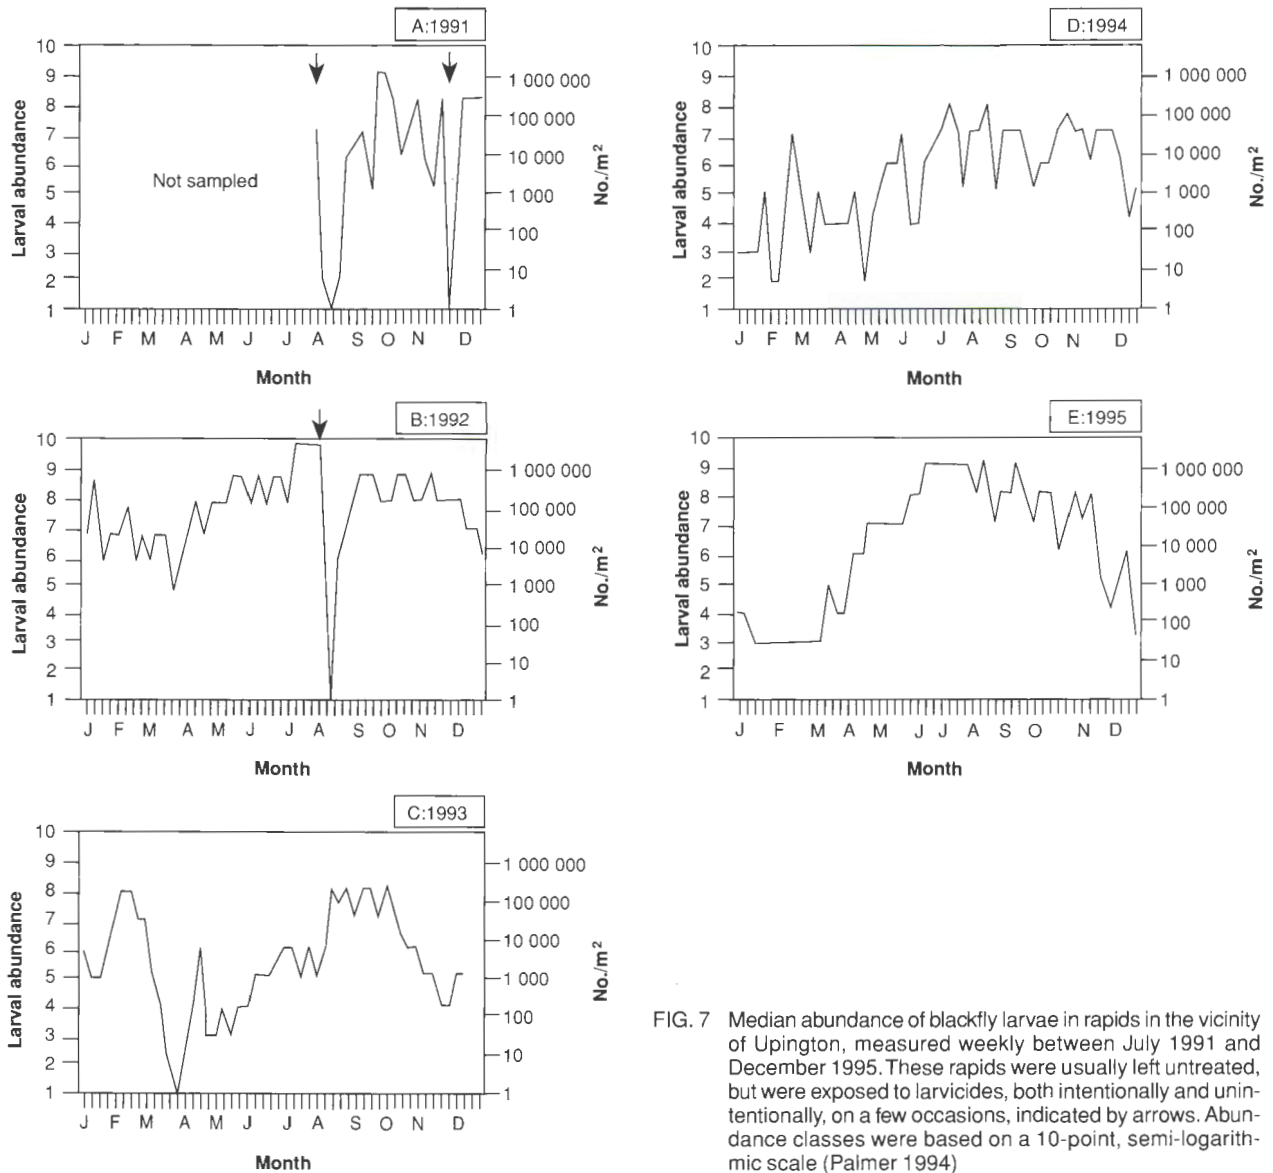 A:1991
Larval abundance
10
9
8
7
6
5
4
3
2
1
Not sampled
1 000 000
100 000
10 000
1 000
100
10
1
No./m²
J F M A M J J A S O N D
Month
D:1994
Larval abundance
10
9
8
7
6
5
4
3
2
1
1 000 000
100 000
10 000
1 000
100
10
1
No./m²
J F M A M J J A S O N D
Month
B:1992
Larval abundance
10
9
8
7
6
5
4
3
2
1
1 000 000
100 000
10 000
1 000
100
10
1
No./m²
J F M A M J J A S O N D
Month
E:1995
Larval abundance
10
9
8
7
6
5
4
3
2
1
1 000 000
100 000
10 000
1 000
100
10
1
No./m²
J F M A M J J A S O N D
Month
C:1993
Larval abundance
10
9
8
7
6
5
4
3
2
1
1 000 000
100 000
10 000
1 000
100
10
1
No./m²
J F M A M J J A S O N D
Month
FIG. 7 Median abundance of blackfly larvae in rapids in the vicinity
of Upington, measured weekly between July 1991 and
December 1995. These rapids were usually left untreated,
but were exposed to larvicides, both intentionally and unin-
tentionally, on a few occasions, indicated by arrows. Abun-
dance classes were based on a 10-point, semi-logarith-
mic scale (Palmer 1994)